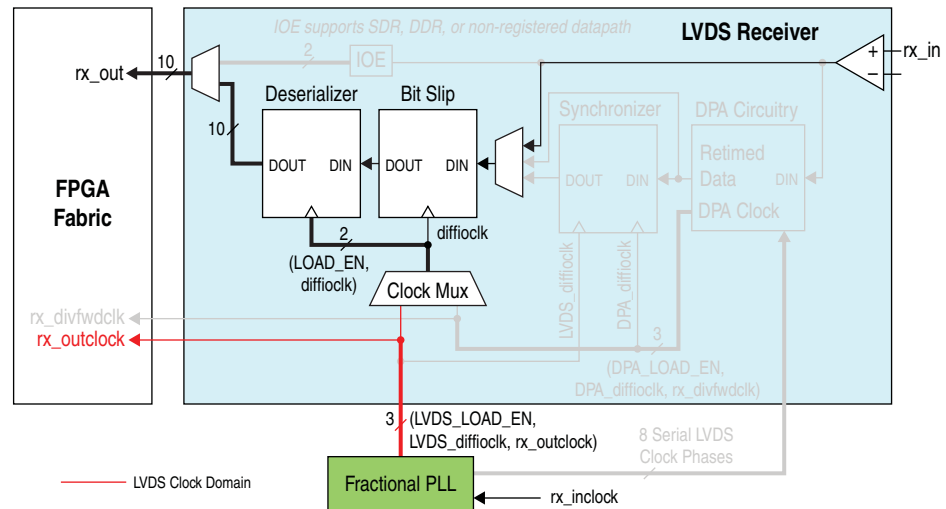 IOE supports SDR, DDR, or non-registered datapath
LVDS Receiver
rx_in
+
–
2
IOE
10
rx_out
Deserializer
Bit Slip
Synchronizer
DPA Circuitry
10
DOUT
DIN
DOUT
DIN
DOUT
DIN
Retimed
Data
DIN
DPA Clock
FPGA
Fabric
2
(LOAD_EN,
diffioclk)
diffioclk
LVDS_diffioclk
DPA_diffioclk
Clock Mux
rx_divfwdclk
rx_outclock
3
(DPA_LOAD_EN,
DPA_diffioclk, rx_divfwdclk)
3
(LVDS_LOAD_EN,
LVDS_diffioclk, rx_outclock)
8 Serial LVDS
Clock Phases
LVDS Clock Domain
Fractional PLL
rx_inclock